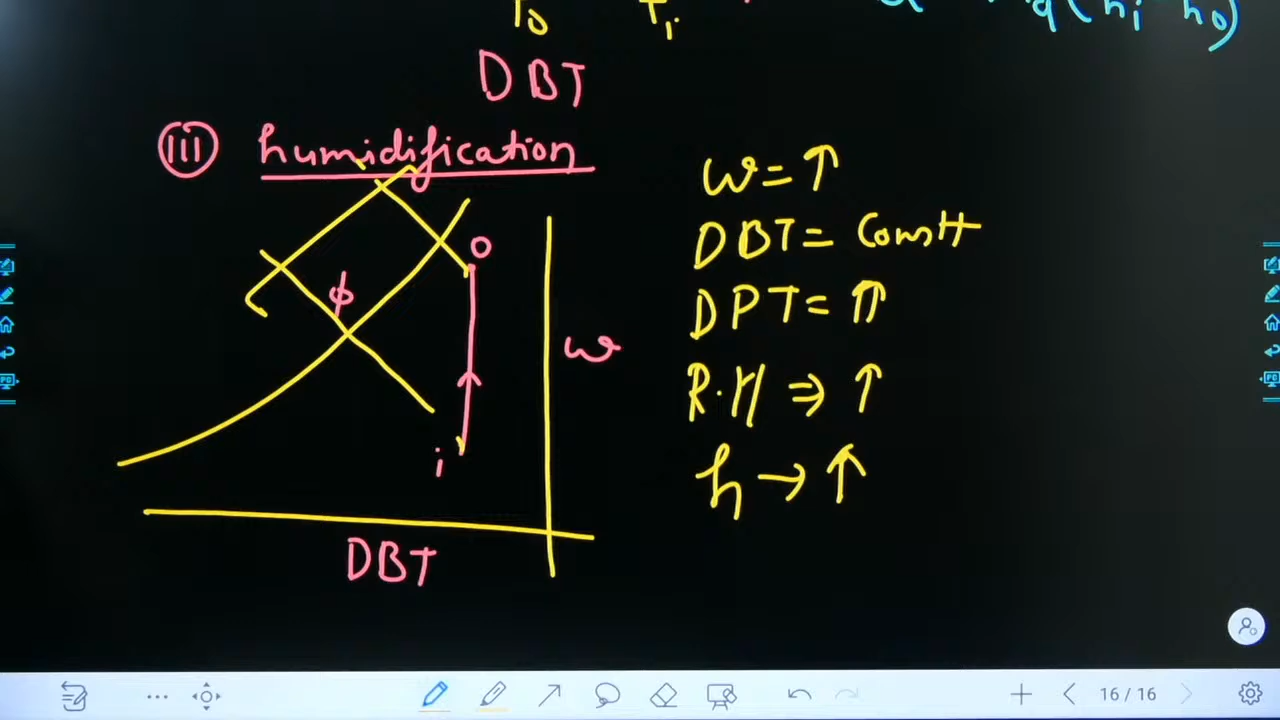 DBT
III humidification
w = ↑
DBT = Constt
DPT = ⇈
R.H ⇒ ↑
h → ↑
O
φ
w
i
DBT
16 / 16